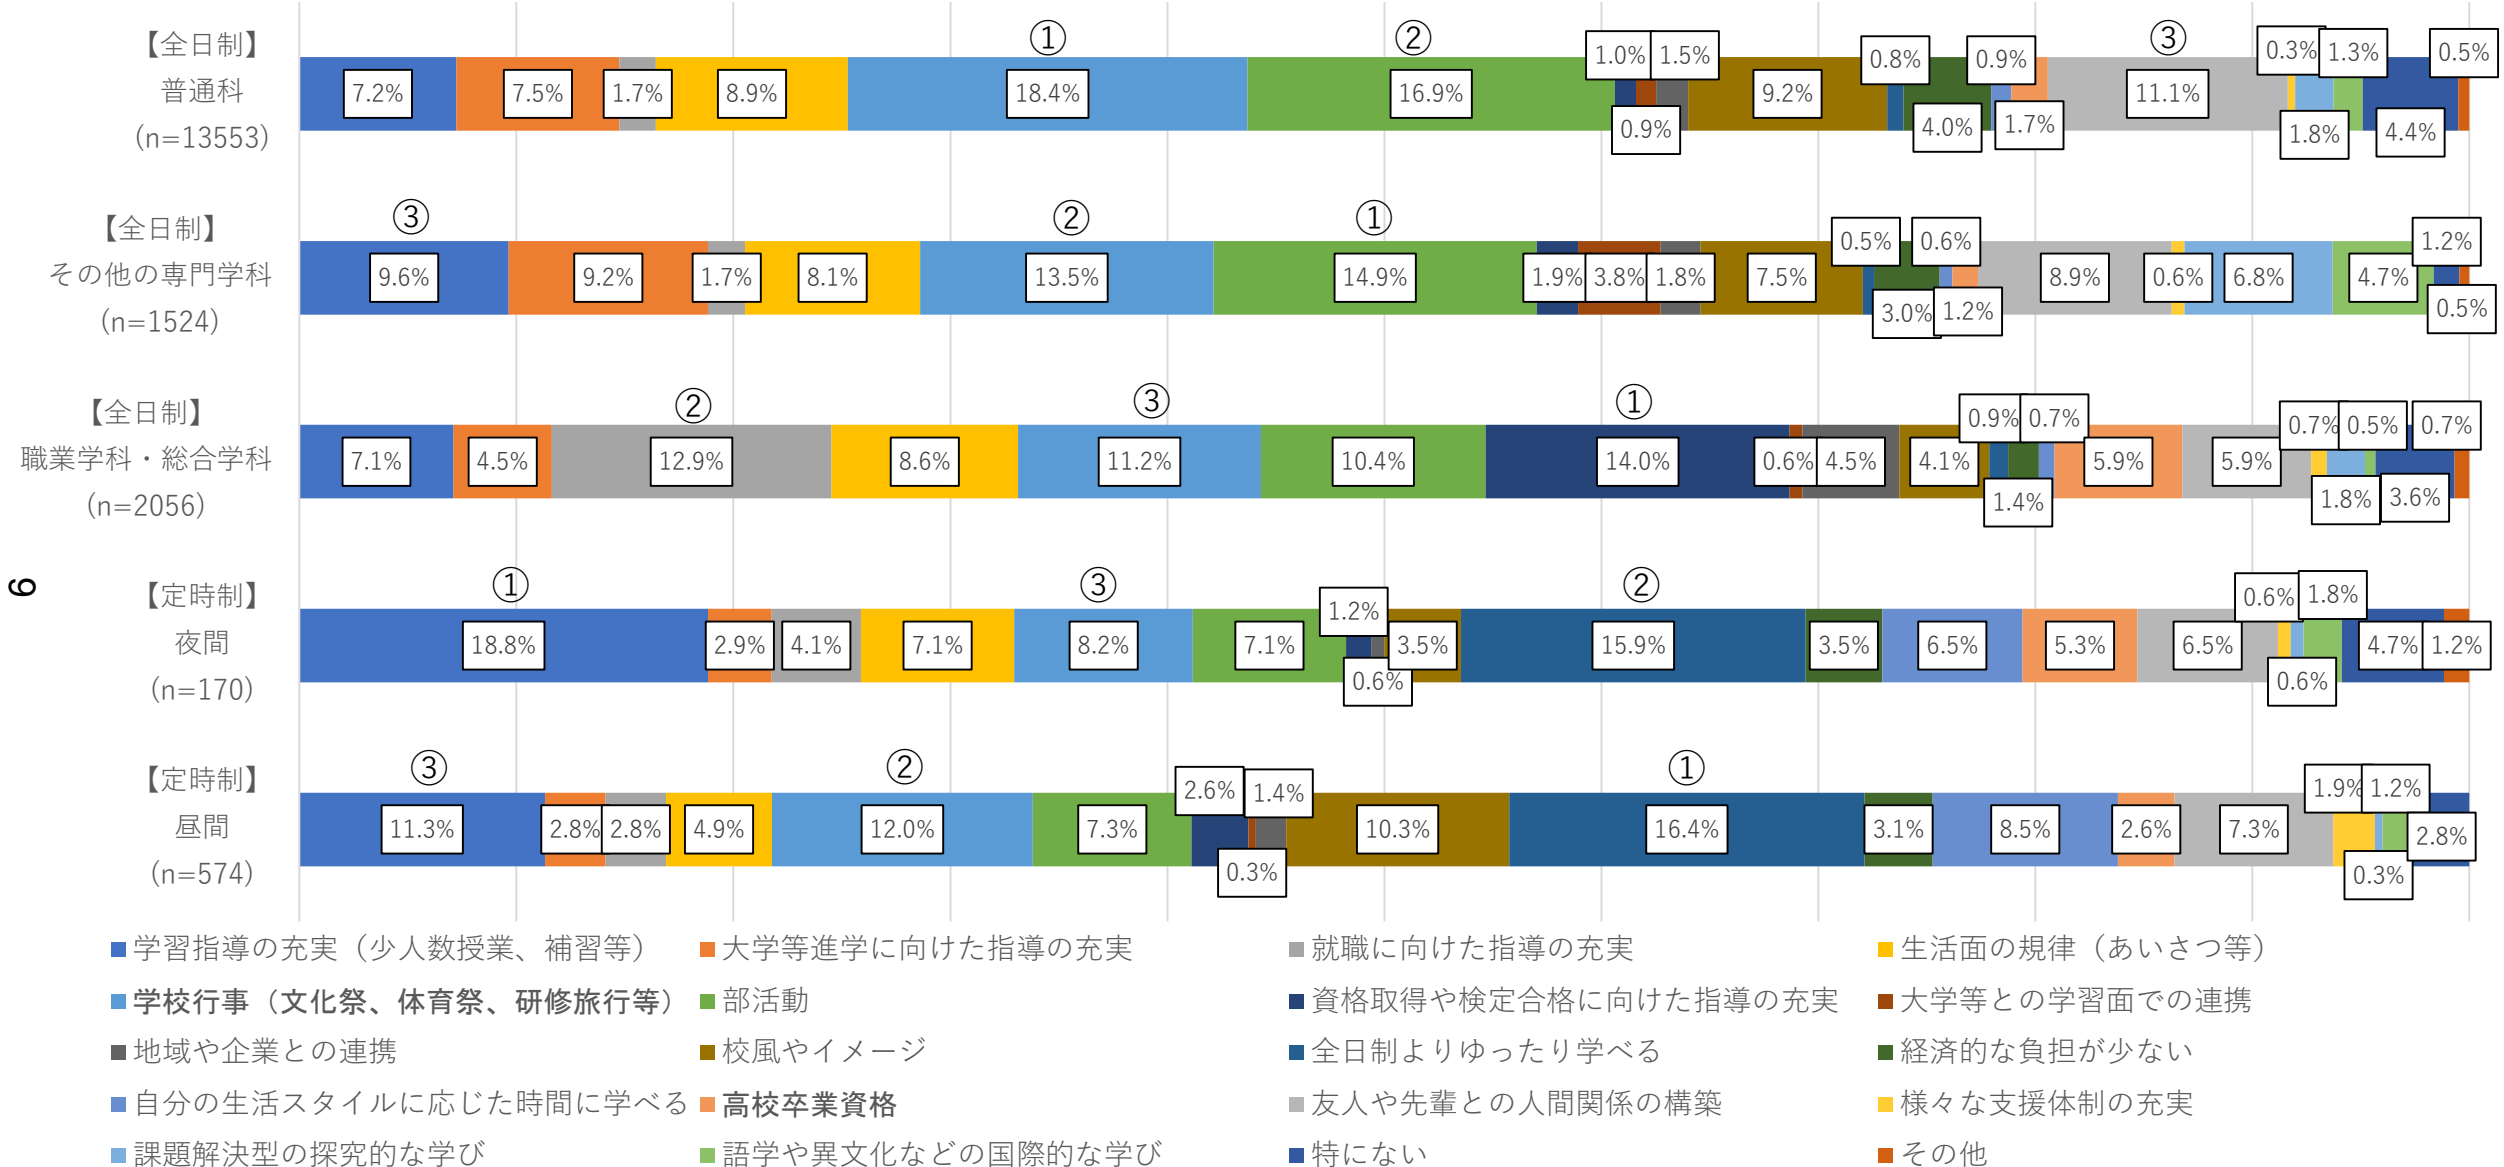 ① ② ③
【全日制】
普通科
（n=13553）
7.2% 7.5% 1.7% 8.9% 18.4% 16.9% 1.0% 0.9% 1.5% 9.2% 0.8% 4.0% 0.9% 1.7% 11.1% 0.3% 1.8% 1.3% 4.4% 0.5%
③ ② ①
【全日制】
その他の専門学科
（n=1524）
9.6% 9.2% 1.7% 8.1% 13.5% 14.9% 1.9% 3.8% 1.8% 7.5% 0.5% 3.0% 0.6% 1.2% 8.9% 0.6% 6.8% 4.7% 1.2% 0.5%
② ③ ①
【全日制】
職業学科・総合学科
（n=2056）
7.1% 4.5% 12.9% 8.6% 11.2% 10.4% 14.0% 0.6% 4.5% 4.1% 0.9% 1.4% 0.7% 5.9% 5.9% 0.7% 1.8% 0.5% 3.6% 0.7%
9
① ③ ②
【定時制】
夜間
（n=170）
18.8% 2.9% 4.1% 7.1% 8.2% 7.1% 1.2% 0.6% 3.5% 15.9% 3.5% 6.5% 5.3% 6.5% 0.6% 0.6% 1.8% 4.7% 1.2%
③ ② ①
【定時制】
昼間
（n=574）
11.3% 2.8% 2.8% 4.9% 12.0% 7.3% 2.6% 0.3% 1.4% 10.3% 16.4% 3.1% 8.5% 2.6% 7.3% 1.9% 0.3% 1.2% 2.8%
学習指導の充実（少人数授業、補習等） 大学等進学に向けた指導の充実 就職に向けた指導の充実 生活面の規律（あいさつ等）
学校行事（文化祭、体育祭、研修旅行等） 部活動 資格取得や検定合格に向けた指導の充実 大学等との学習面での連携
地域や企業との連携 校風やイメージ 全日制よりゆったり学べる 経済的な負担が少ない
自分の生活スタイルに応じた時間に学べる 高校卒業資格 友人や先輩との人間関係の構築 様々な支援体制の充実
課題解決型の探究的な学び 語学や異文化などの国際的な学び 特にない その他